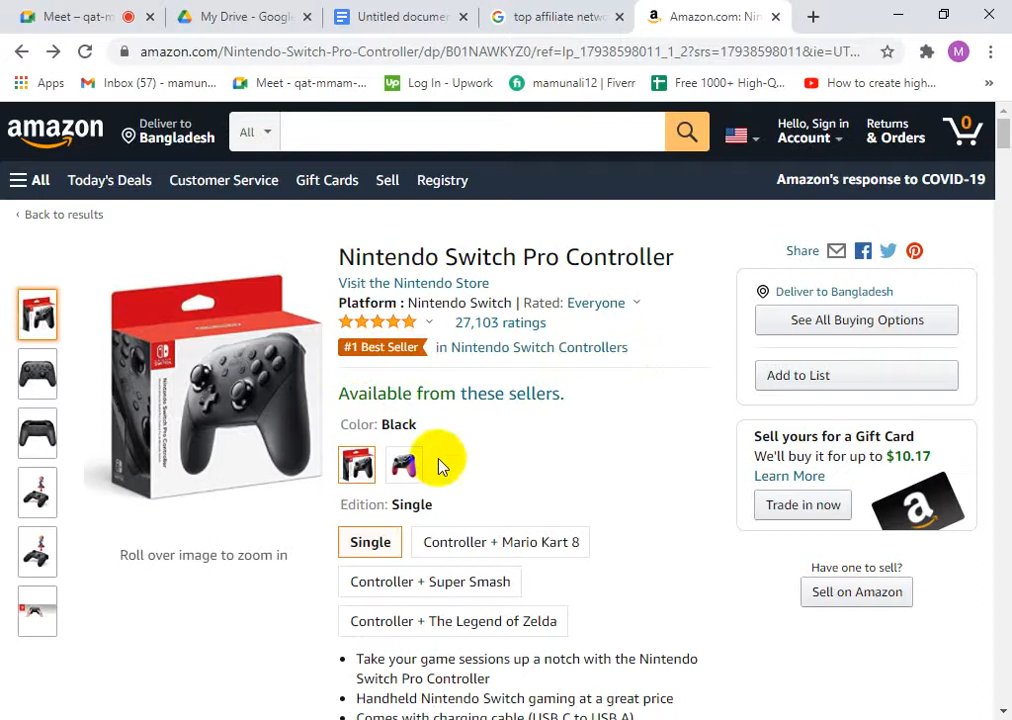 Meet – qat-m
My Drive - Google
Untitled docume
top affiliate netw
Amazon.com: Nin
amazon.com/Nintendo-Switch-Pro-Controller/dp/B01NAWKYZ0/ref=lp_17938598011_1_2?srs=17938598011&ie=UT...
M
Apps
Inbox (57) - mamun...
Meet - qat-mmam-...
Up
Log In - Upwork
fi
mamunali12 | Fiverr
Free 1000+ High-Q...
How to create high...
»
amazon
Deliver to
Bangladesh
All
Hello, Sign in
Account
Returns
& Orders
0
All
Today's Deals
Customer Service
Gift Cards
Sell
Registry
Amazon's response to COVID-19
‹ Back to results
Nintendo Switch Pro Controller
Visit the Nintendo Store
Platform : Nintendo Switch | Rated: Everyone
27,103 ratings
#1 Best Seller in Nintendo Switch Controllers
Available from these sellers.
Color: Black
Edition: Single
Single
Controller + Mario Kart 8
Controller + Super Smash
Controller + The Legend of Zelda
• Take your game sessions up a notch with the Nintendo
Switch Pro Controller
• Handheld Nintendo Switch gaming at a great price
• Comes with charging cable (USB C to USB A)
Nintendo Switch Pro Controller
Roll over image to zoom in
Share
Deliver to Bangladesh
See All Buying Options
Add to List
Sell yours for a Gift Card
We'll buy it for up to $10.17
Learn More
Trade in now
a
Have one to sell?
Sell on Amazon